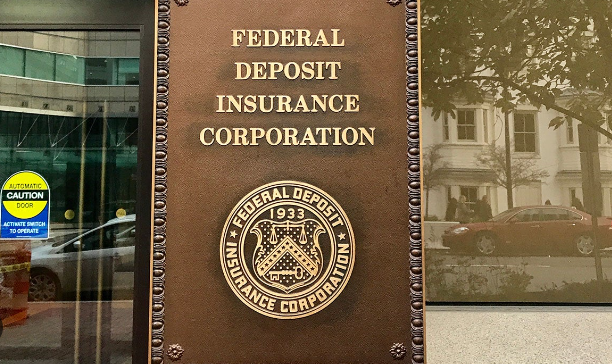 FEDERAL
DEPOSIT
INSURANCE
CORPORATION
FEDERAL DEPOSIT
1933
INSURANCE CORPORATION
AUTOMATIC
CAUTION
DOOR
ACTIVATE SWITCH
TO OPERATE